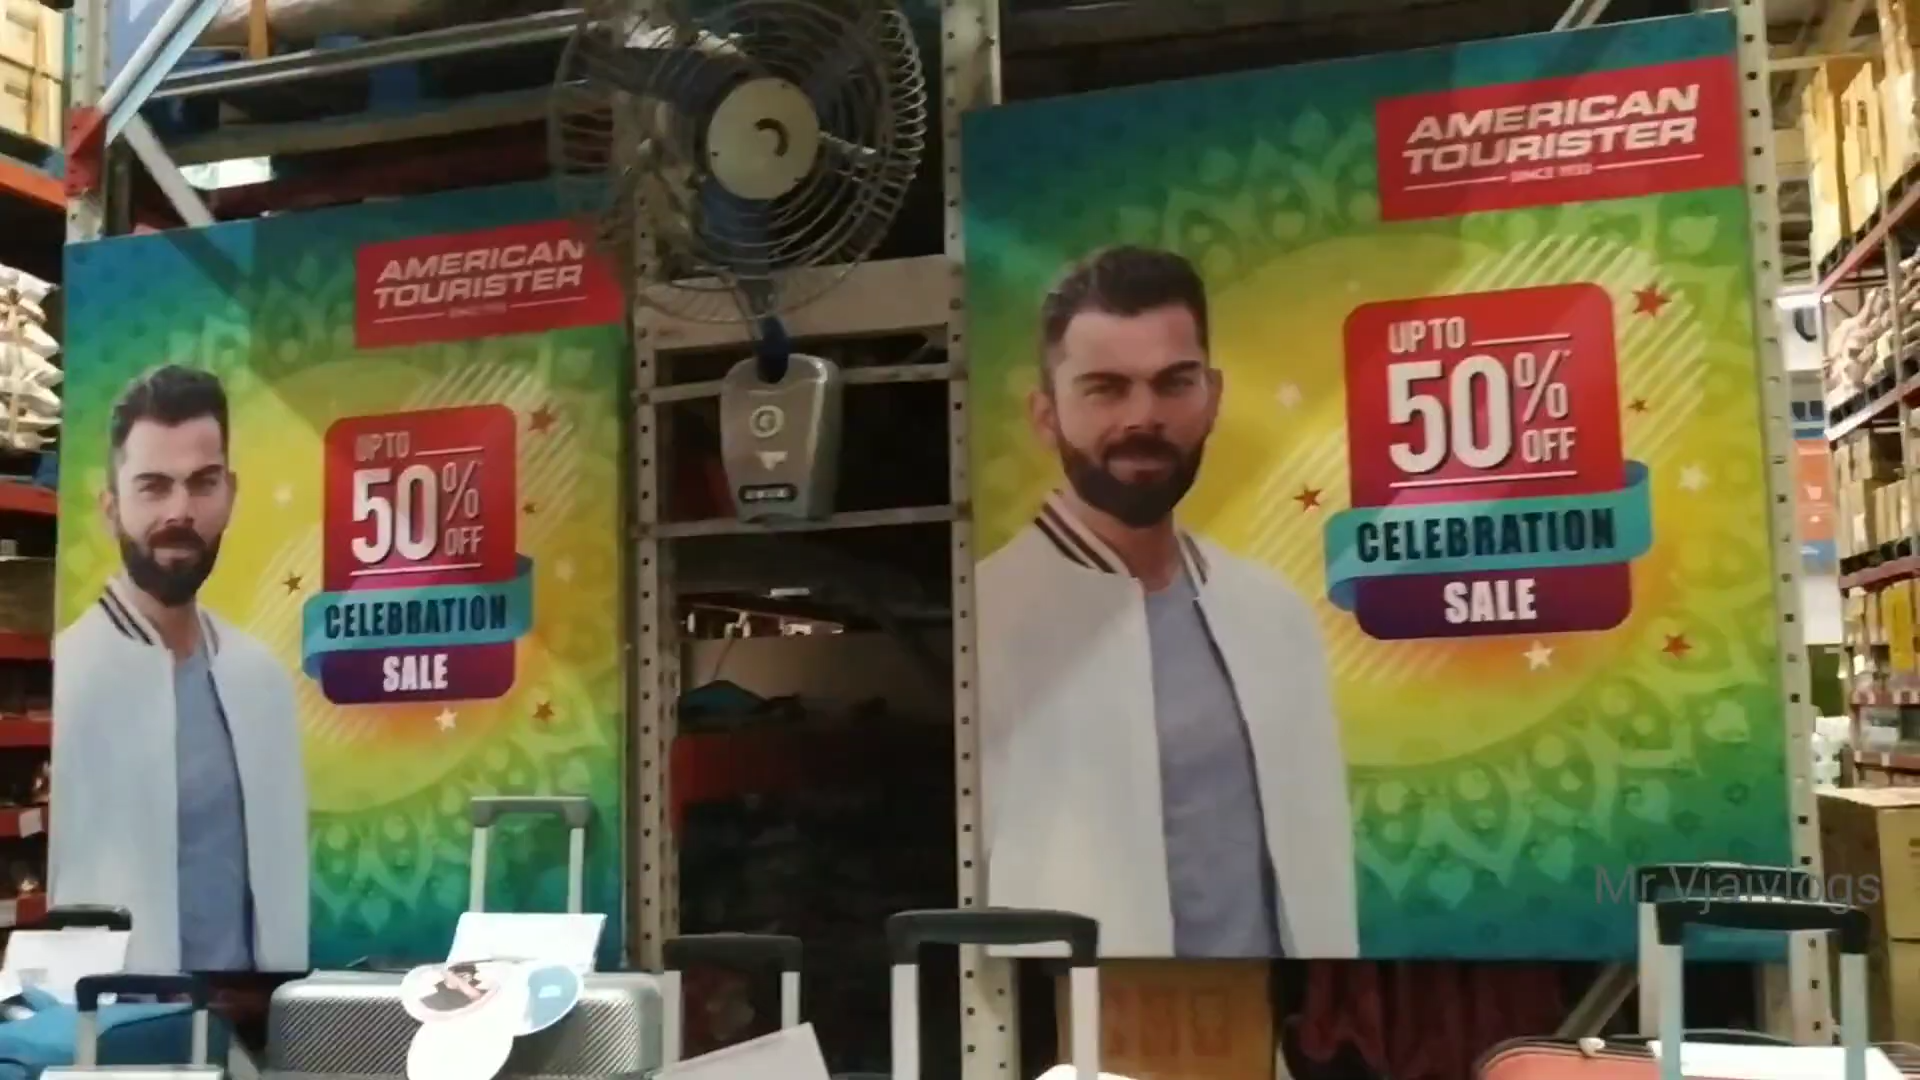 AMERICAN
TOURISTER
UP TO
50%
OFF
CELEBRATION
SALE
AMERICAN
TOURISTER
SINCE 1933
UP TO
50%
OFF
CELEBRATION
SALE
Mr Vjaivlogs